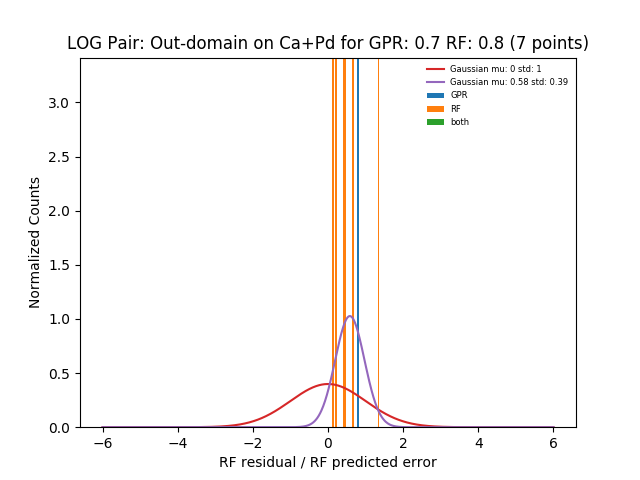 LOG Pair: Out-domain on Ca+Pd for GPR: 0.7 RF: 0.8 (7 points)
Gaussian mu: 0 std: 1
Gaussian mu: 0.58 std: 0.39
GPR
RF
both
Normalized Counts
3.0
2.5
2.0
1.5
1.0
0.5
0.0
−6 −4 −2 0 2 4 6
RF residual / RF predicted error